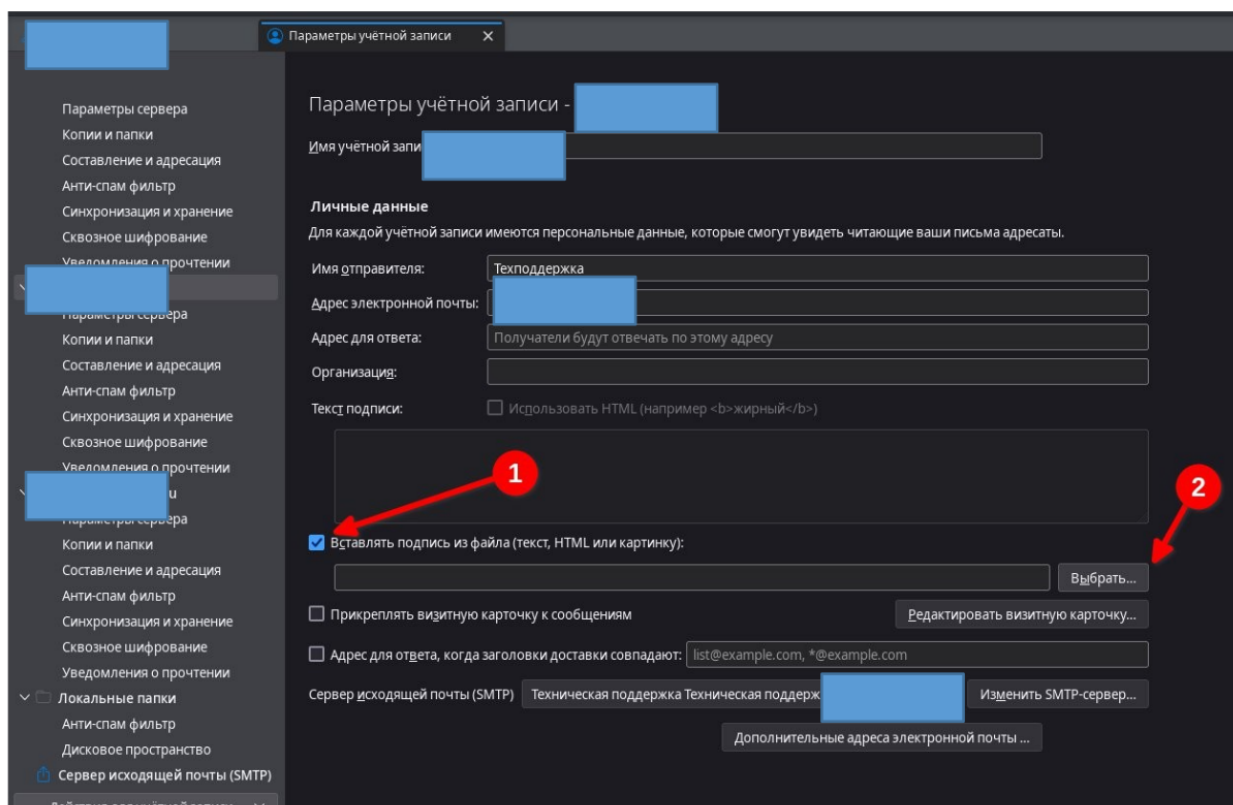 Параметры учётной записи
Параметры сервера
Копии и папки
Составление и адресация
Анти-спам фильтр
Синхронизация и хранение
Сквозное шифрование
Уведомления о прочтении
Параметры сервера
Копии и папки
Составление и адресация
Анти-спам фильтр
Синхронизация и хранение
Сквозное шифрование
Уведомления о прочтении
u
Параметры сервера
Копии и папки
Составление и адресация
Анти-спам фильтр
Синхронизация и хранение
Сквозное шифрование
Уведомления о прочтении
Локальные папки
Анти-спам фильтр
Дисковое пространство
Сервер исходящей почты (SMTP)
Параметры учётной записи -
Имя учётной запи
Личные данные
Для каждой учётной записи имеются персональные данные, которые смогут увидеть читающие ваши письма адресаты.
Имя отправителя: Техподдержка
Адрес электронной почты:
Адрес для ответа: Получатели будут отвечать по этому адресу
Организация:
Текст подписи: Использовать HTML (например <b>жирный</b>)
1
2
Вставлять подпись из файла (текст, HTML или картинку):
Выбрать...
Прикреплять визитную карточку к сообщениям Редактировать визитную карточку...
Адрес для ответа, когда заголовки доставки совпадают: list@example.com, *@example.com
Сервер исходящей почты (SMTP) Техническая поддержка Техническая поддерж Изменить SMTP-сервер...
Дополнительные адреса электронной почты ...